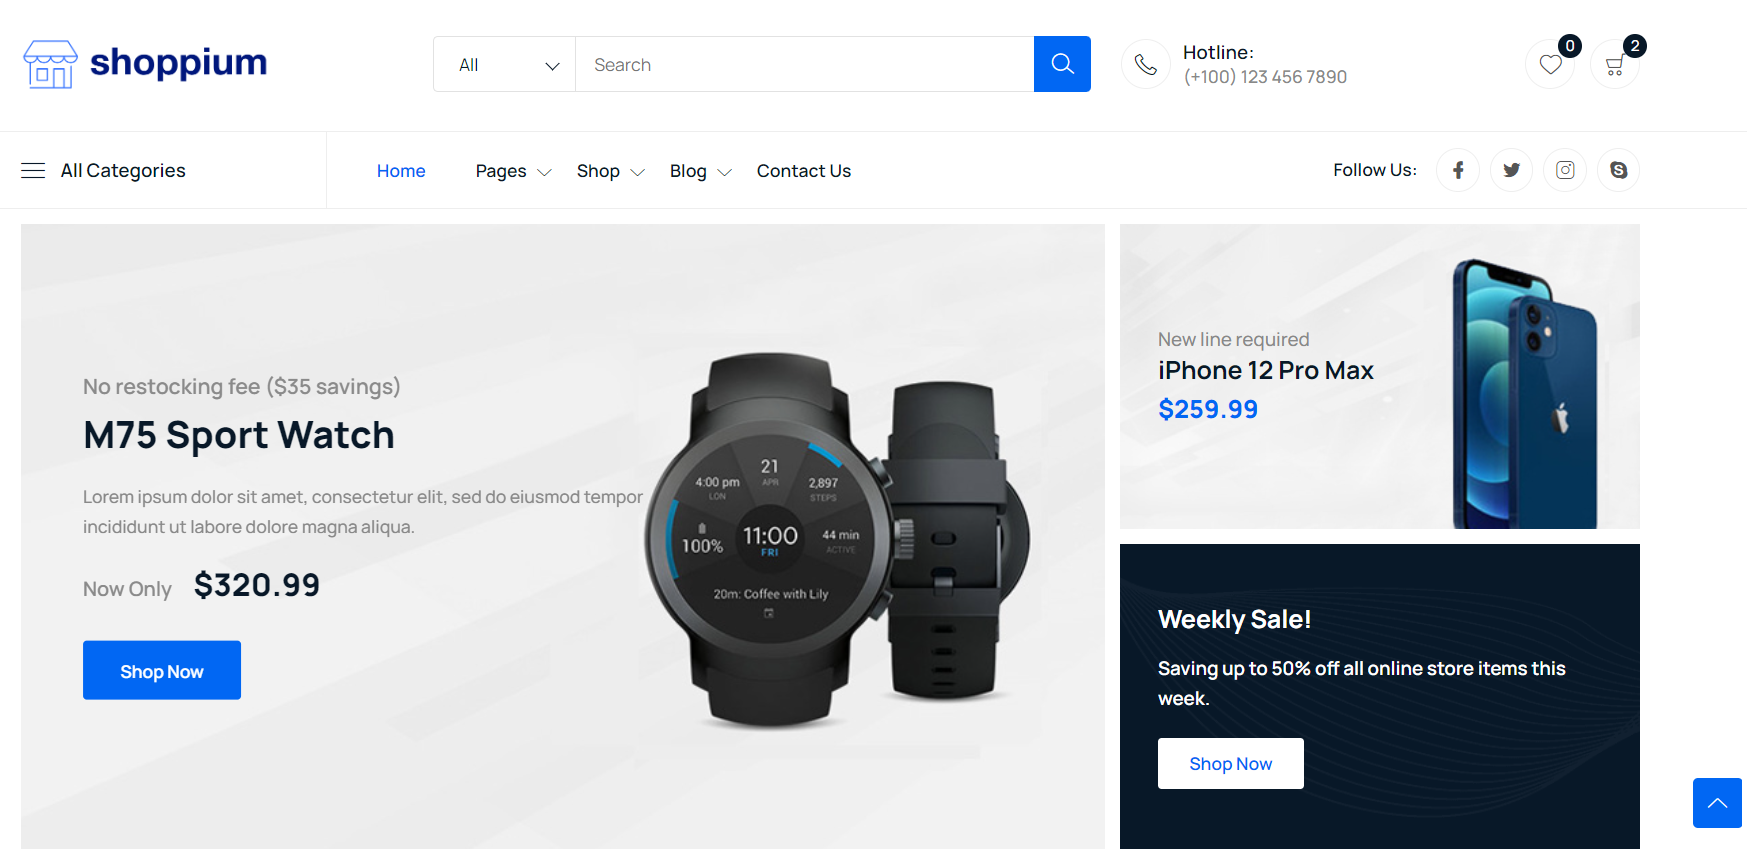 shoppium
All
Search
Hotline:
(+100) 123 456 7890
0
2
All Categories
Home
Pages
Shop
Blog
Contact Us
Follow Us:
No restocking fee ($35 savings)
M75 Sport Watch
Lorem ipsum dolor sit amet, consectetur elit, sed do eiusmod tempor
incididunt ut labore dolore magna aliqua.
Now Only $320.99
Shop Now
21
APR
4:00 pm
LON
2,897
STEPS
100%
11:00
FRI
44 min
ACTIVE
20m: Coffee with Lily
New line required
iPhone 12 Pro Max
$259.99
Weekly Sale!
Saving up to 50% off all online store items this
week.
Shop Now